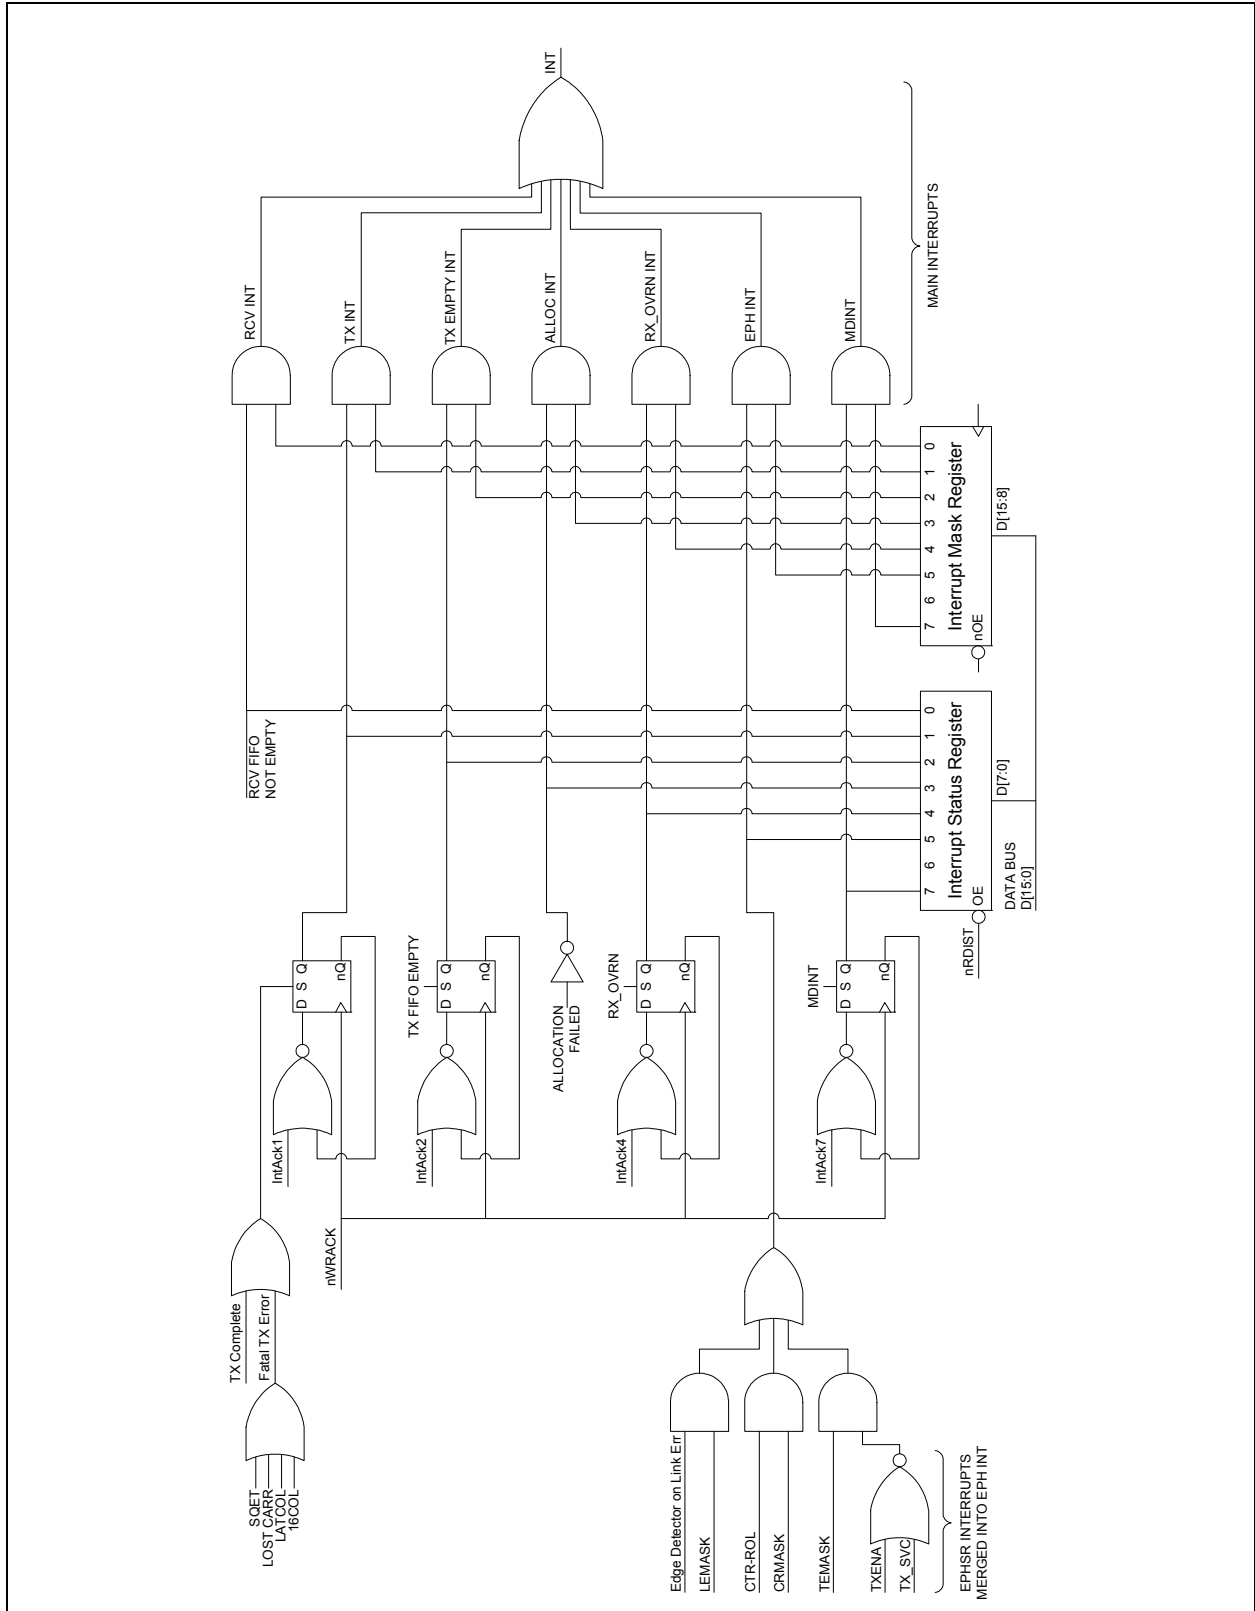 INT
RCV INT
TX INT
TX EMPTY INT
ALLOC INT
RX_OVRN INT
EPH INT
MDINT
MAIN INTERRUPTS
0
1
2
3
4
5
6
7
Interrupt Mask Register
nOE
D[15:8]
RCV FIFO
NOT EMPTY
0
1
2
3
4
5
6
7
Interrupt Status Register
OE
D[7:0]
DATA BUS
D[15:0]
nRDIST
D S Q
nQ
IntAck1
TX FIFO EMPTY
D S Q
nQ
IntAck2
ALLOCATION
FAILED
RX_OVRN
D S Q
nQ
IntAck4
MDINT
D S Q
nQ
IntAck7
nWRACK
TX Complete
Fatal TX Error
SQET
LOST CARR
LATCOL
16COL
Edge Detector on Link Err
LEMASK
CTR-ROL
CRMASK
TEMASK
TXENA
TX_SVC
EPHSR INTERRUPTS
MERGED INTO EPH INT